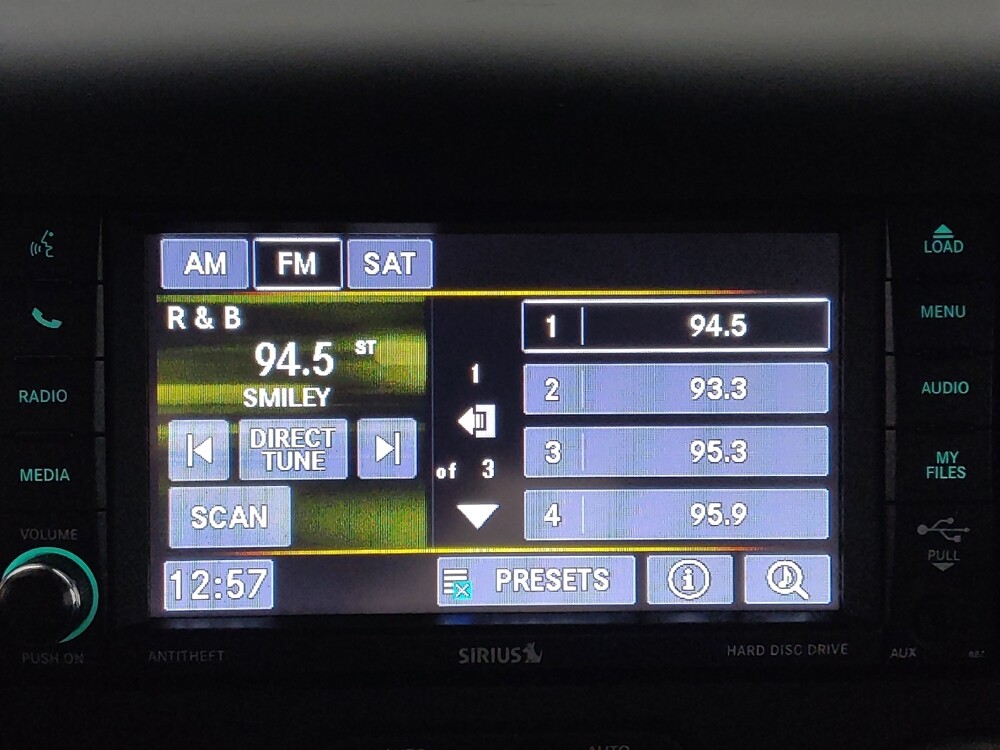 AM FM SAT
R & B
94.5 ST
SMILEY
DIRECT
TUNE
SCAN
12:57
1
of 3
1 94.5
2 93.3
3 95.3
4 95.9
PRESETS
RADIO
MEDIA
VOLUME
PUSH ON
LOAD
MENU
AUDIO
MY
FILES
PULL
ANTITHEFT
SIRIUS
HARD DISC DRIVE
AUX
AUTO